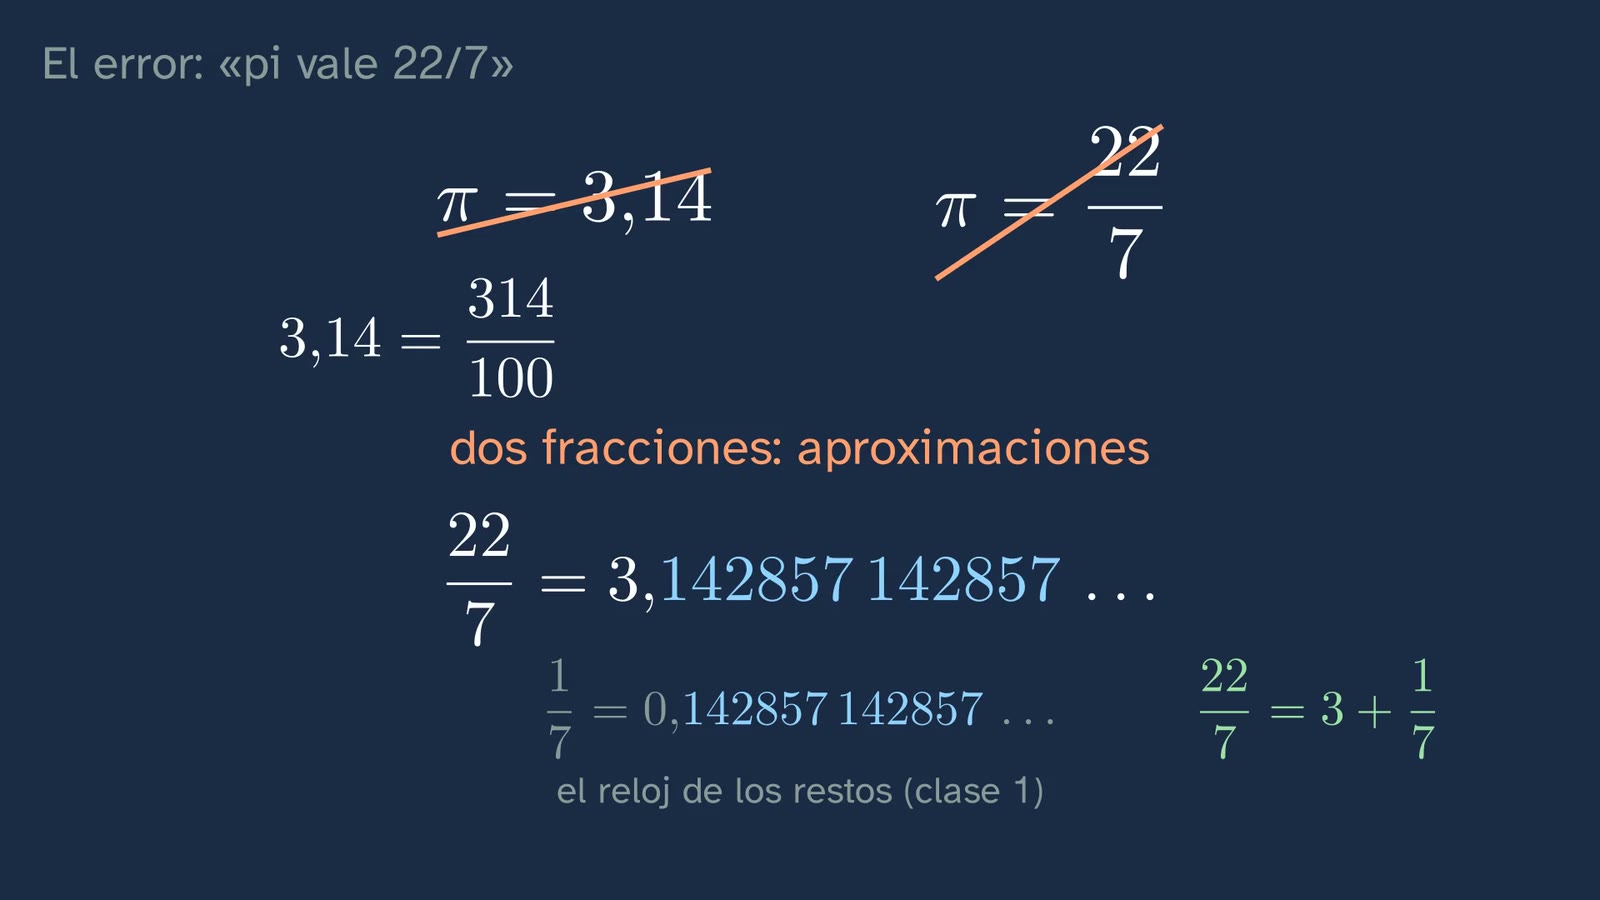 El error: «pi vale 22/7»
π = 3,14
π = 22/7
3,14 = 314/100
dos fracciones: aproximaciones
22/7 = 3,142857 142857 ...
1/7 = 0,142857 142857 ...
22/7 = 3 + 1/7
el reloj de los restos (clase 1)